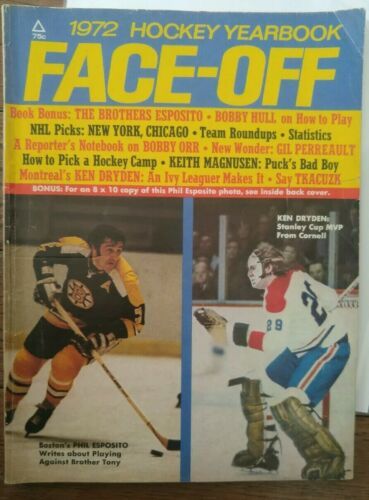 75c
1972 HOCKEY YEARBOOK
FACE-OFF
Book Bonus: THE BROTHERS ESPOSITO • BOBBY HULL on How to Play
NHL Picks: NEW YORK, CHICAGO • Team Roundups • Statistics
A Reporter's Notebook on BOBBY ORR • New Wonder: GIL PERREAULT
How to Pick a Hockey Camp • KEITH MAGNUSEN: Puck's Bad Boy
Montreal's KEN DRYDEN: An Ivy Leaguer Makes It • Say TKACUZK
BONUS: For an 8 x 10 copy of this Phil Esposito photo, see inside back cover.
KEN DRYDEN:
Stanley Cup MVP
From Cornell
29
Boston's PHIL ESPOSITO
Writes about Playing
Against Brother Tony